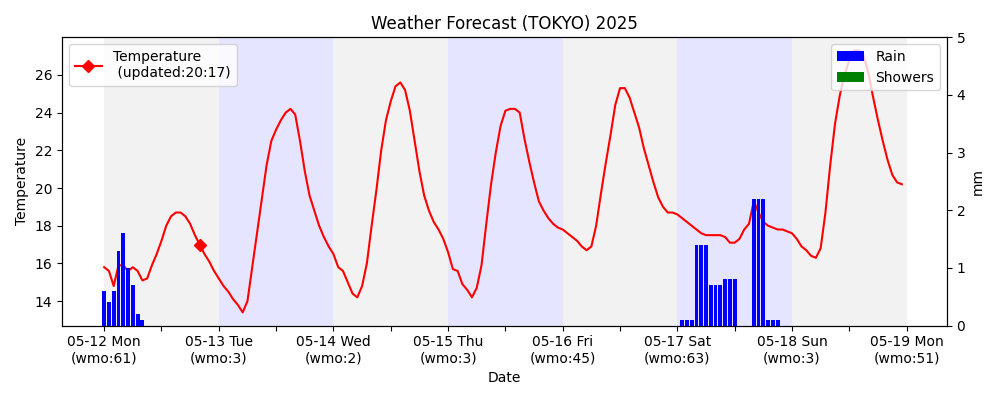 Weather Forecast (TOKYO) 2025
Temperature
(updated:20:17)
Rain
Showers
Temperature
26
24
22
20
18
16
14
5
4
3
2
1
0
mm
05-12 Mon
(wmo:61)
05-13 Tue
(wmo:3)
05-14 Wed
(wmo:2)
05-15 Thu
(wmo:3)
05-16 Fri
(wmo:45)
05-17 Sat
(wmo:63)
05-18 Sun
(wmo:3)
05-19 Mon
(wmo:51)
Date